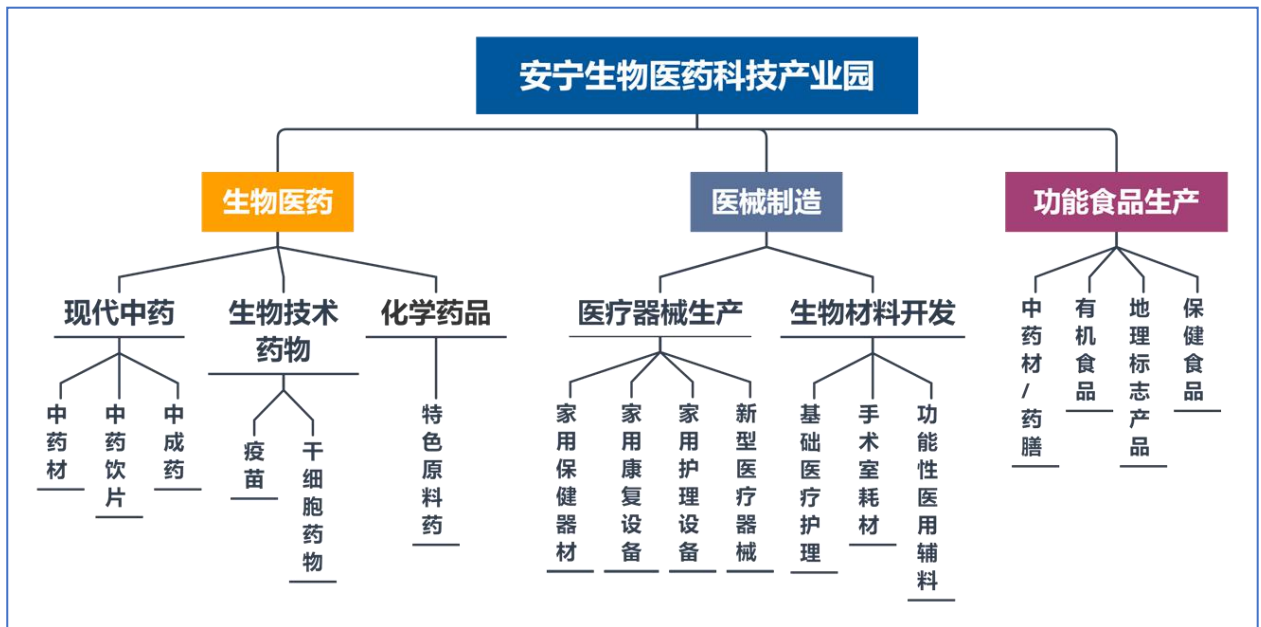 安宁生物医药科技产业园
生物医药
医械制造
功能食品生产
现代中药
生物技术
药物
化学药品
医疗器械生产
生物材料开发
中药材/药膳
有机食品
地理标志产品
保健食品
中药材
中药饮片
中成药
疫苗
干细胞药物
特色原料药
家用保健器材
家用康复设备
家用护理设备
新型医疗器械
基础医疗护理
手术室耗材
功能性医用辅料